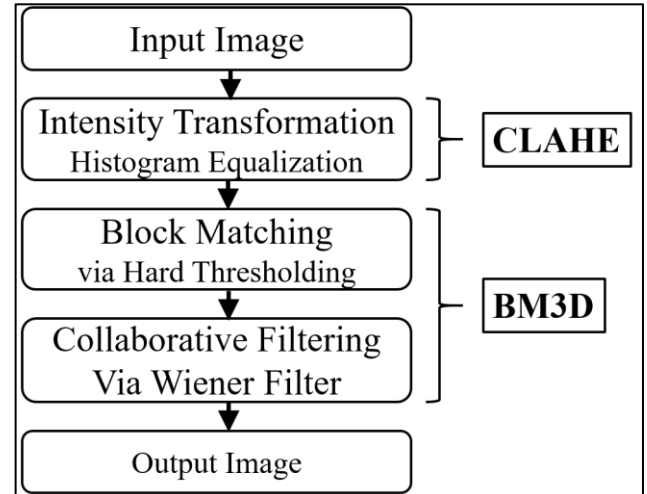 Input Image
Intensity Transformation
Histogram Equalization
CLAHE
Block Matching
via Hard Thresholding
BM3D
Collaborative Filtering
Via Wiener Filter
Output Image